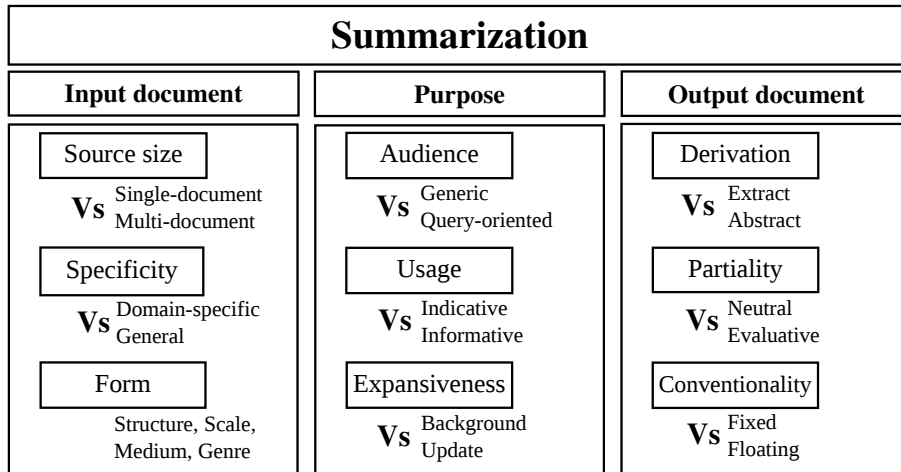 Summarization
Input document
Source size
Vs Single-document
Multi-document
Specificity
Vs Domain-specific
General
Form
Structure, Scale,
Medium, Genre
Purpose
Audience
Vs Generic
Query-oriented
Usage
Vs Indicative
Informative
Expansiveness
Vs Background
Update
Output document
Derivation
Vs Extract
Abstract
Partiality
Vs Neutral
Evaluative
Conventionality
Vs Fixed
Floating